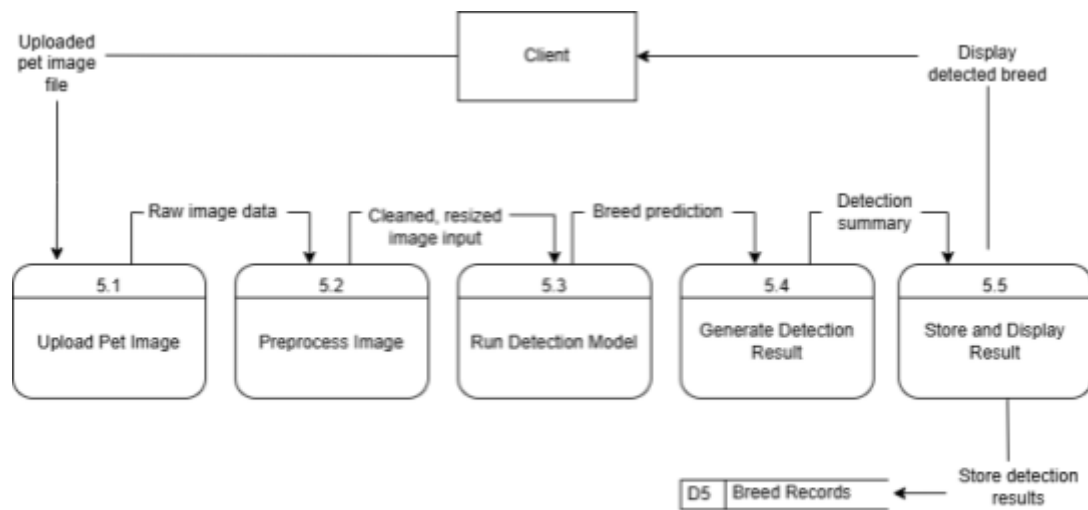 Uploaded
pet image
file
Client
Display
detected breed
Raw image data
Cleaned, resized
image input
Breed prediction
Detection
summary
5.1
Upload Pet Image
5.2
Preprocess Image
5.3
Run Detection Model
5.4
Generate Detection
Result
5.5
Store and Display
Result
D5
Breed Records
Store detection
results